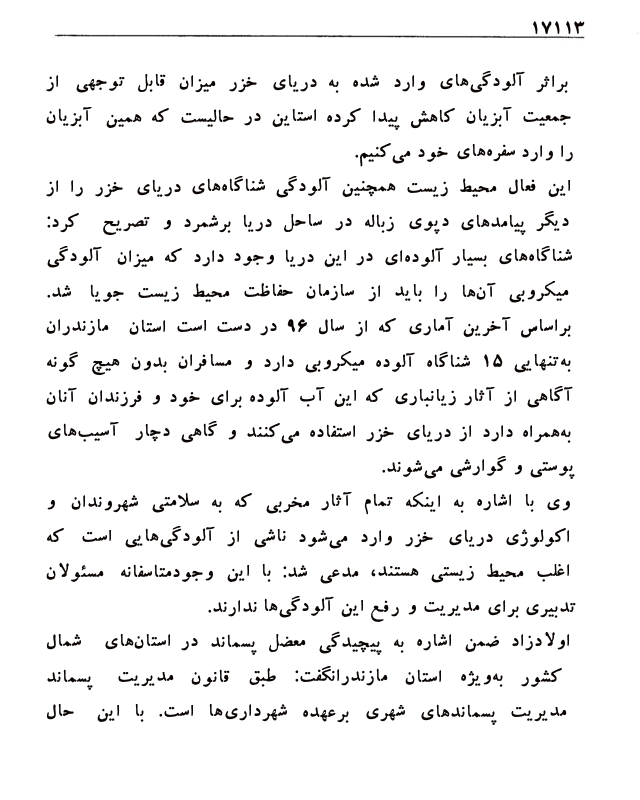 ۱۷۱۱۳
براثر آلودگی‌های وارد شده به دریای خزر میزان قابل توجهی از
جمعیت آبزیان کاهش پیدا کرده استاین در حالیست که همین آبزیان
را وارد سفره‌های خود می‌کنیم.
این فعال محیط زیست همچنین آلودگی شناگاه‌های دریای خزر را از
دیگر پیامدهای دپوی زباله در ساحل دریا برشمرد و تصریح کرد:
شناگاه‌های بسیار آلوده‌ای در این دریا وجود دارد که میزان آلودگی
میکروبی آن‌ها را باید از سازمان حفاظت محیط زیست جویا شد.
براساس آخرین آماری که از سال ۹۶ در دست است استان مازندران
به‌تنهایی ۱۵ شناگاه آلوده میکروبی دارد و مسافران بدون هیچ گونه
آگاهی از آثار زیانباری که این آب آلوده برای خود و فرزندان آنان
به‌همراه دارد از دریای خزر استفاده می‌کنند و گاهی دچار آسیب‌های
پوستی و گوارشی می‌شوند.
وی با اشاره به اینکه تمام آثار مخربی که به سلامتی شهروندان و
اکولوژی دریای خزر وارد می‌شود ناشی از آلودگی‌هایی است که
اغلب محیط زیستی هستند، مدعی شد: با این وجودمتاسفانه مسئولان
تدبیری برای مدیریت و رفع این آلودگی‌ها ندارند.
اولادزاد ضمن اشاره به پیچیدگی معضل پسماند در استان‌های شمال
کشور به‌ویژه استان مازندرانگفت: طبق قانون مدیریت پسماند
مدیریت پسماندهای شهری برعهده شهرداری‌ها است. با این حال